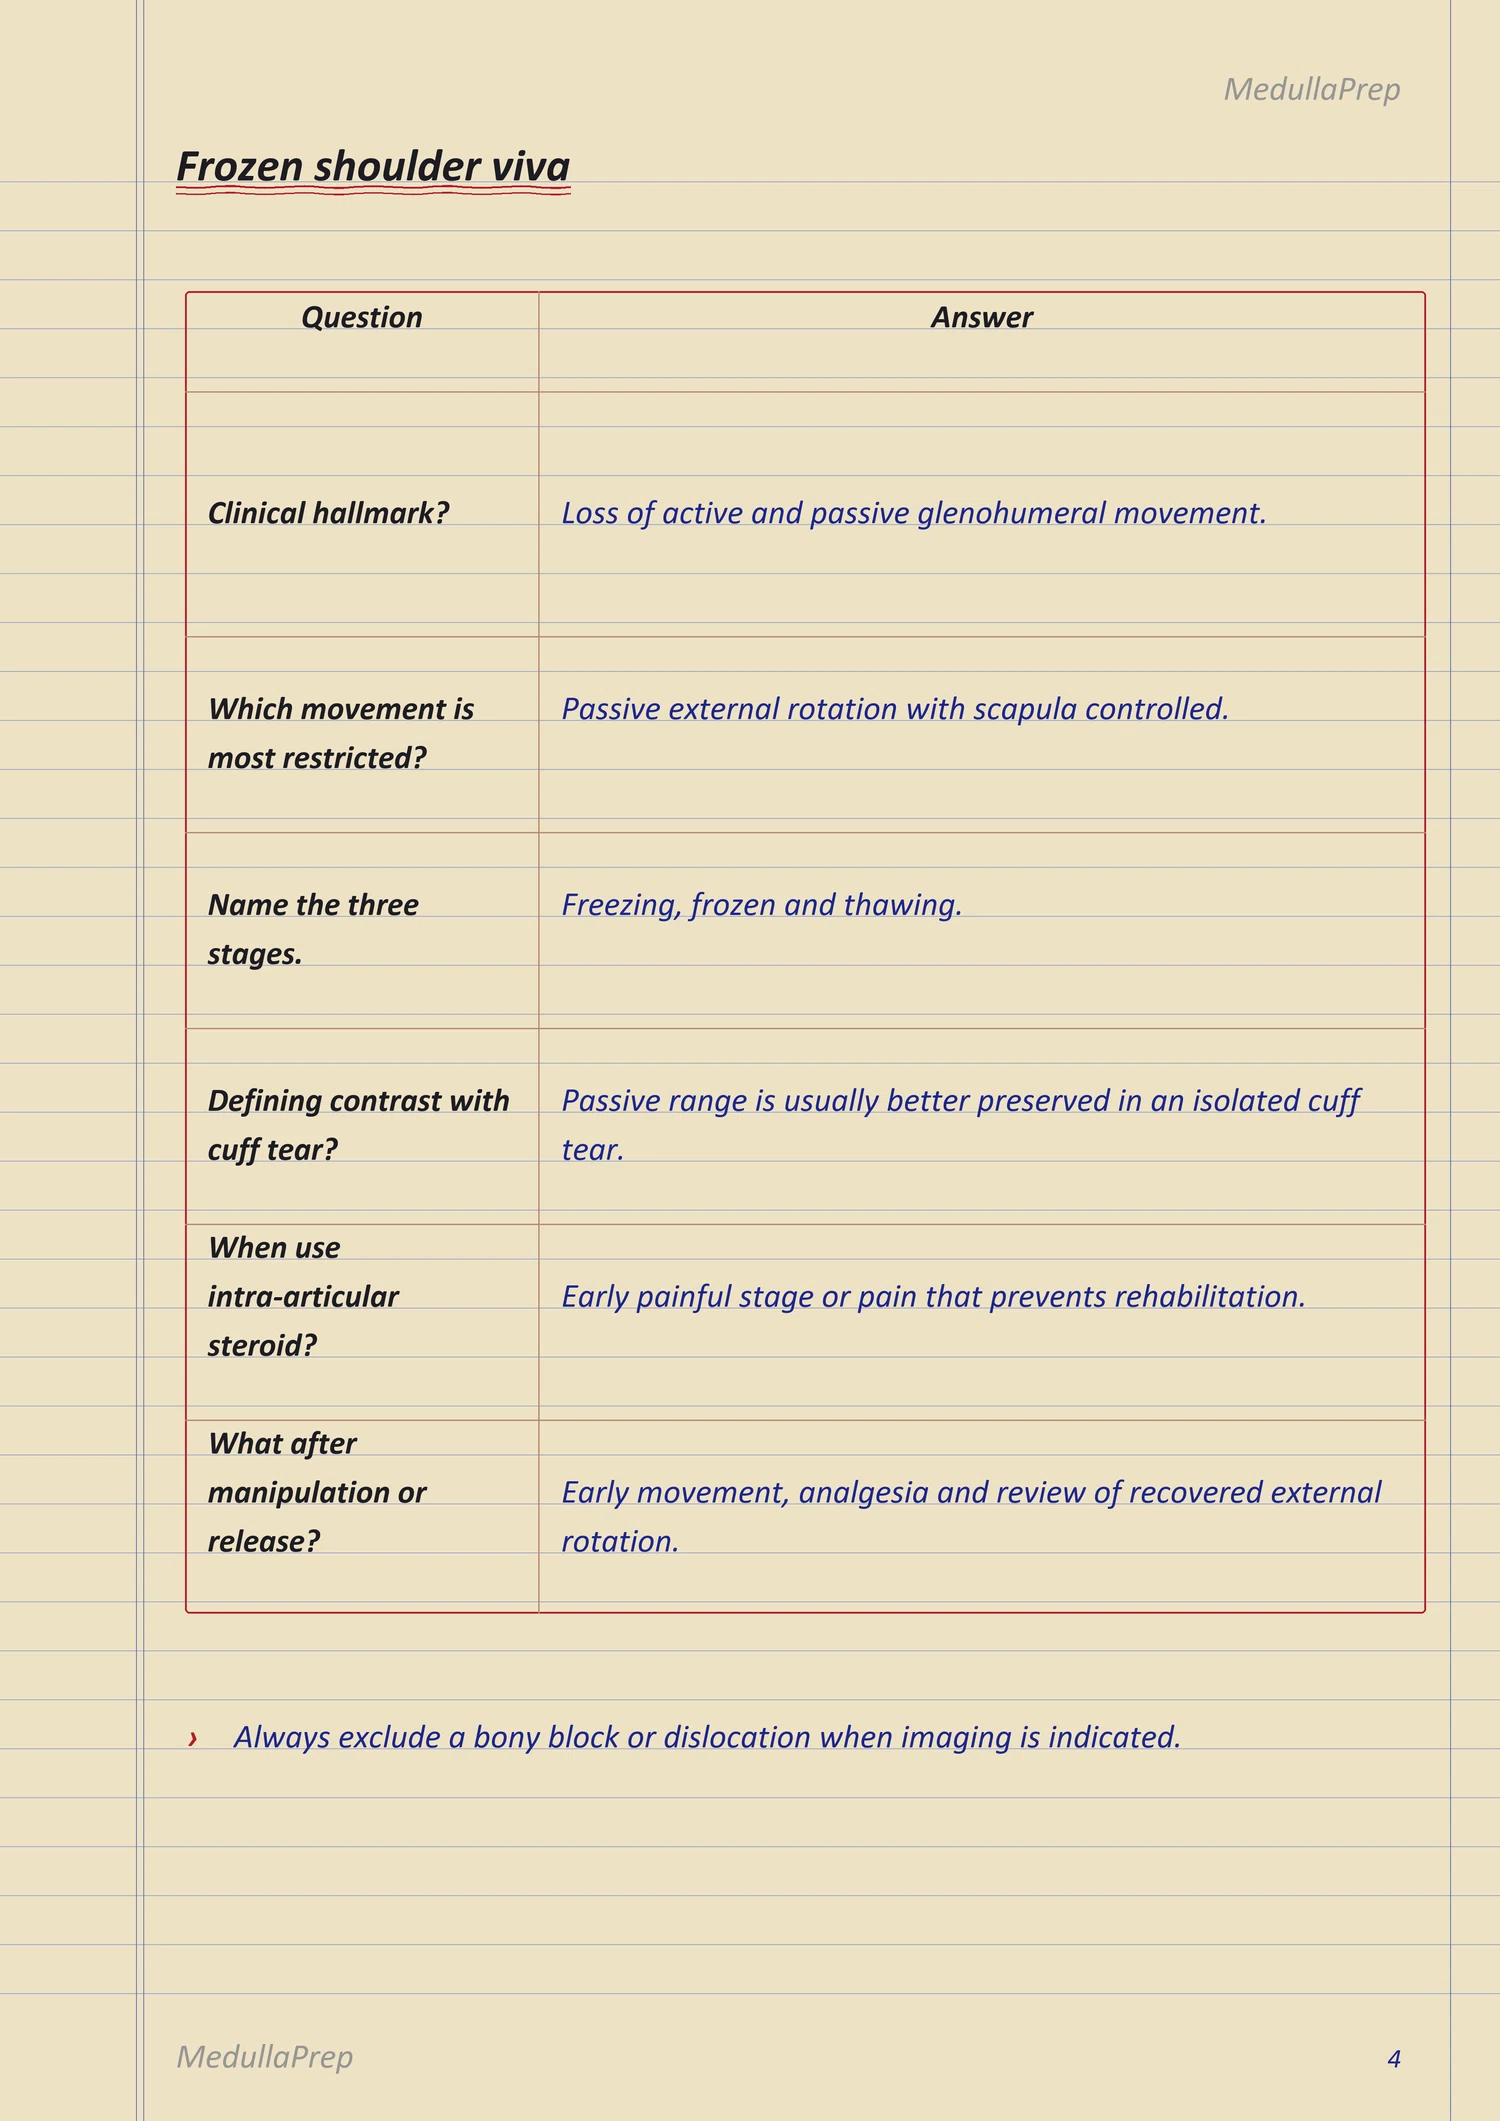 MedullaPrep
Frozen shoulder viva
Question Answer
Clinical hallmark? Loss of active and passive glenohumeral movement.
Which movement is Passive external rotation with scapula controlled.
most restricted?
Name the three Freezing, frozen and thawing.
stages.
Defining contrast with Passive range is usually better preserved in an isolated cuff
cuff tear? tear.
When use
intra-articular Early painful stage or pain that prevents rehabilitation.
steroid?
What after
manipulation or Early movement, analgesia and review of recovered external
release? rotation.
› Always exclude a bony block or dislocation when imaging is indicated.
MedullaPrep 4